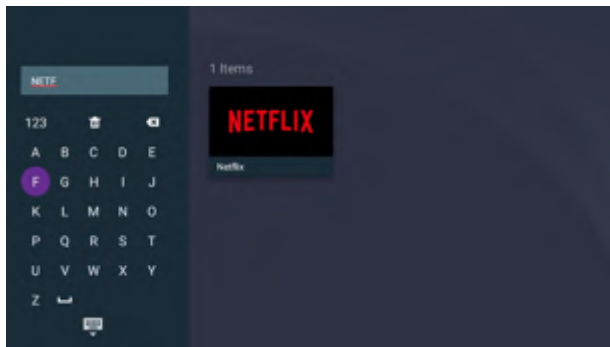 NETF
1 Items
123
A B C D E
F G H I J
K L M N O
P Q R S T
U V W X Y
Z
NETFLIX
Netflix